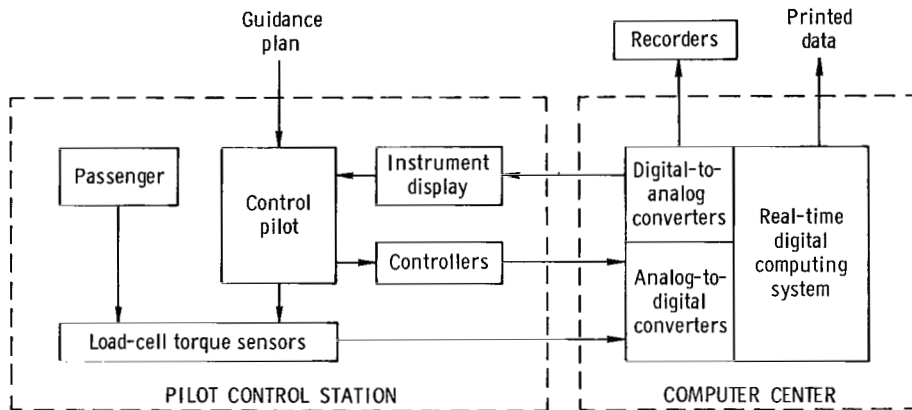 Guidance
plan
Recorders
Printed
data
Passenger
Control
pilot
Instrument
display
Controllers
Load-cell torque sensors
Digital-to-
analog
converters
Analog-to-
digital
converters
Real-time
digital
computing
system
PILOT CONTROL STATION
COMPUTER CENTER